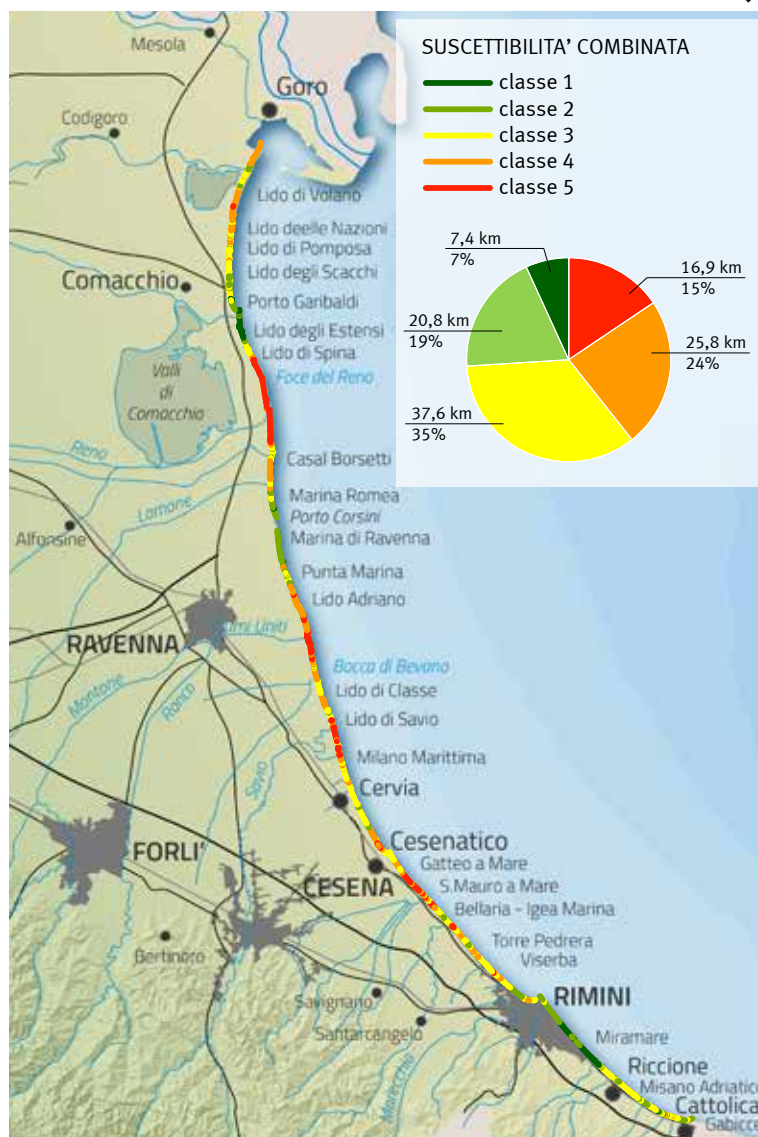 SUSCETTIBILITA' COMBINATA
classe 1
classe 2
classe 3
classe 4
classe 5
7,4 km
7%
16,9 km
15%
20,8 km
19%
25,8 km
24%
37,6 km
35%
Mesola
Goro
Codigoro
Lido di Volano
Lido deelle Nazioni
Lido di Pomposa
Lido degli Scacchi
Comacchio
Porto Garibaldi
Lido degli Estensi
Lido di Spina
Foce del Reno
Valli
di
Comacchio
Reno
Casal Borsetti
Lamone
Marina Romea
Porto Corsini
Alfonsine
Marina di Ravenna
Punta Marina
Lido Adriano
RAVENNA
Uniti
Bocca di Bevano
Montone
Ronco
Lido di Classe
Lido di Savio
Savio
Milano Marittima
Cervia
FORLI'
Cesenatico
Gatteo a Mare
CESENA
S.Mauro a Mare
Bellaria - Igea Marina
Bertinoro
Torre Pedrera
Viserba
Savignano
RIMINI
Santarcangelo
Miramare
Marecchio
Riccione
Misano Adriatico
Cattolica
Gabicce